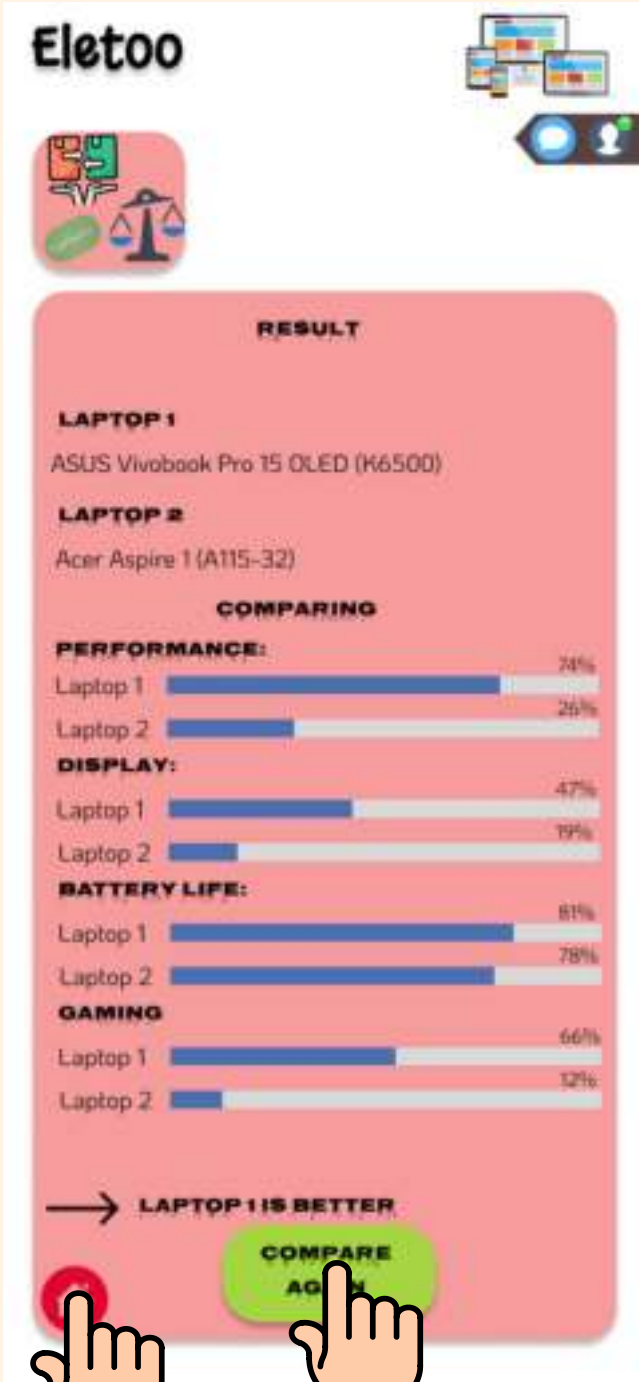 Eletoo
RESULT
LAPTOP 1
ASUS Vivobook Pro 15 OLED (K6500)
LAPTOP 2
Acer Aspire 1 (A115-32)
COMPARING
PERFORMANCE:
74%
Laptop 1
26%
Laptop 2
DISPLAY:
47%
Laptop 1
19%
Laptop 2
BATTERY LIFE:
81%
Laptop 1
78%
Laptop 2
GAMING
66%
Laptop 1
12%
Laptop 2
LAPTOP 1 IS BETTER
COMPARE